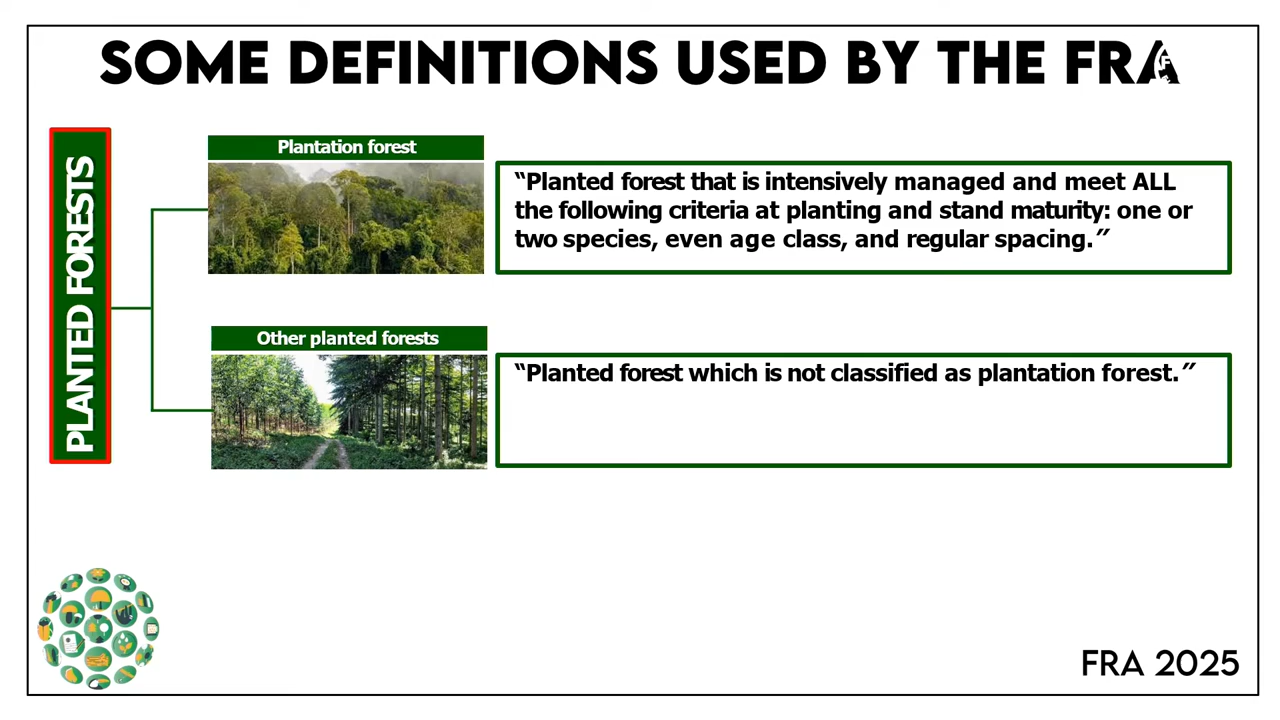 SOME DEFINITIONS USED BY THE FRA
PLANTED FORESTS
Plantation forest
“Planted forest that is intensively managed and meet ALL
the following criteria at planting and stand maturity: one or
two species, even age class, and regular spacing.”
Other planted forests
“Planted forest which is not classified as plantation forest.”
FRA 2025